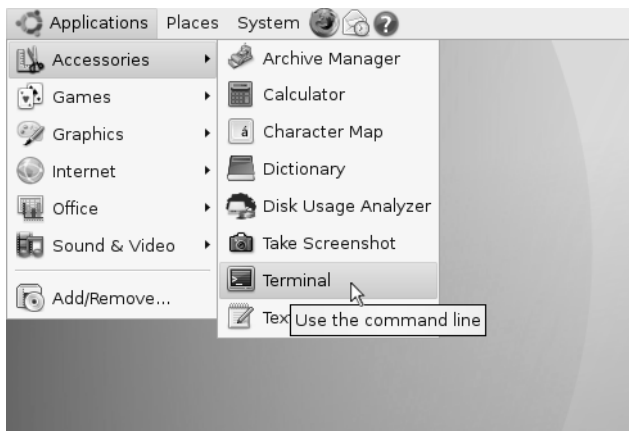 Applications Places System
Accessories
Games
Graphics
Internet
Office
Sound & Video
Add/Remove...
Archive Manager
Calculator
á Character Map
Dictionary
Disk Usage Analyzer
Take Screenshot
Terminal
Tex
Use the command line